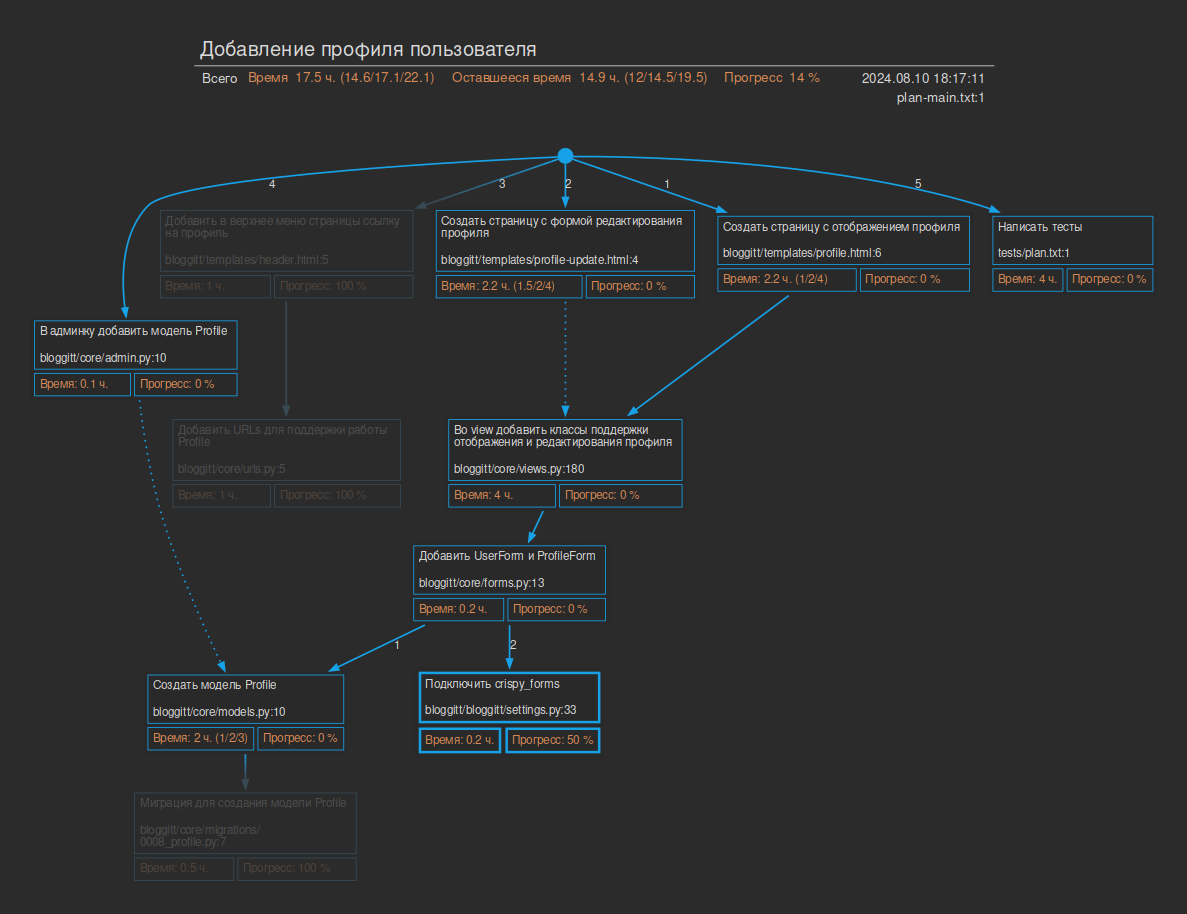 Добавление профиля пользователя
Всего Время 17.5 ч. (14.6/17.1/22.1) Оставшееся время 14.9 ч. (12/14.5/19.5) Прогресс 14 % 2024.08.10 18:17:11
plan-main.txt:1
4
3
2
1
5
Добавить в верхнее меню страницы ссылку
на профиль
bloggitt/templates/header.html:5
Время: 1 ч. Прогресс: 100 %
Создать страницу с формой редактирования
профиля
bloggitt/templates/profile-update.html:4
Время: 2.2 ч. (1.5/2/4) Прогресс: 0 %
Создать страницу с отображением профиля
bloggitt/templates/profile.html:6
Время: 2.2 ч. (1/2/4) Прогресс: 0 %
Написать тесты
tests/plan.txt:1
Время: 4 ч. Прогресс: 0 %
В админку добавить модель Profile
bloggitt/core/admin.py:10
Время: 0.1 ч. Прогресс: 0 %
Добавить URLs для поддержки работы
Profile
bloggitt/core/urls.py:5
Время: 1 ч. Прогресс: 100 %
Во view добавить классы поддержки
отображения и редактирования профиля
bloggitt/core/views.py:180
Время: 4 ч. Прогресс: 0 %
Добавить UserForm и ProfileForm
bloggitt/core/forms.py:13
Время: 0.2 ч. Прогресс: 0 %
1
2
Создать модель Profile
bloggitt/core/models.py:10
Время: 2 ч. (1/2/3) Прогресс: 0 %
Подключить crispy_forms
bloggitt/bloggitt/settings.py:33
Время: 0.2 ч. Прогресс: 50 %
Миграция для создания модели Profile
bloggitt/core/migrations/
0008_profile.py:7
Время: 0.5 ч. Прогресс: 100 %